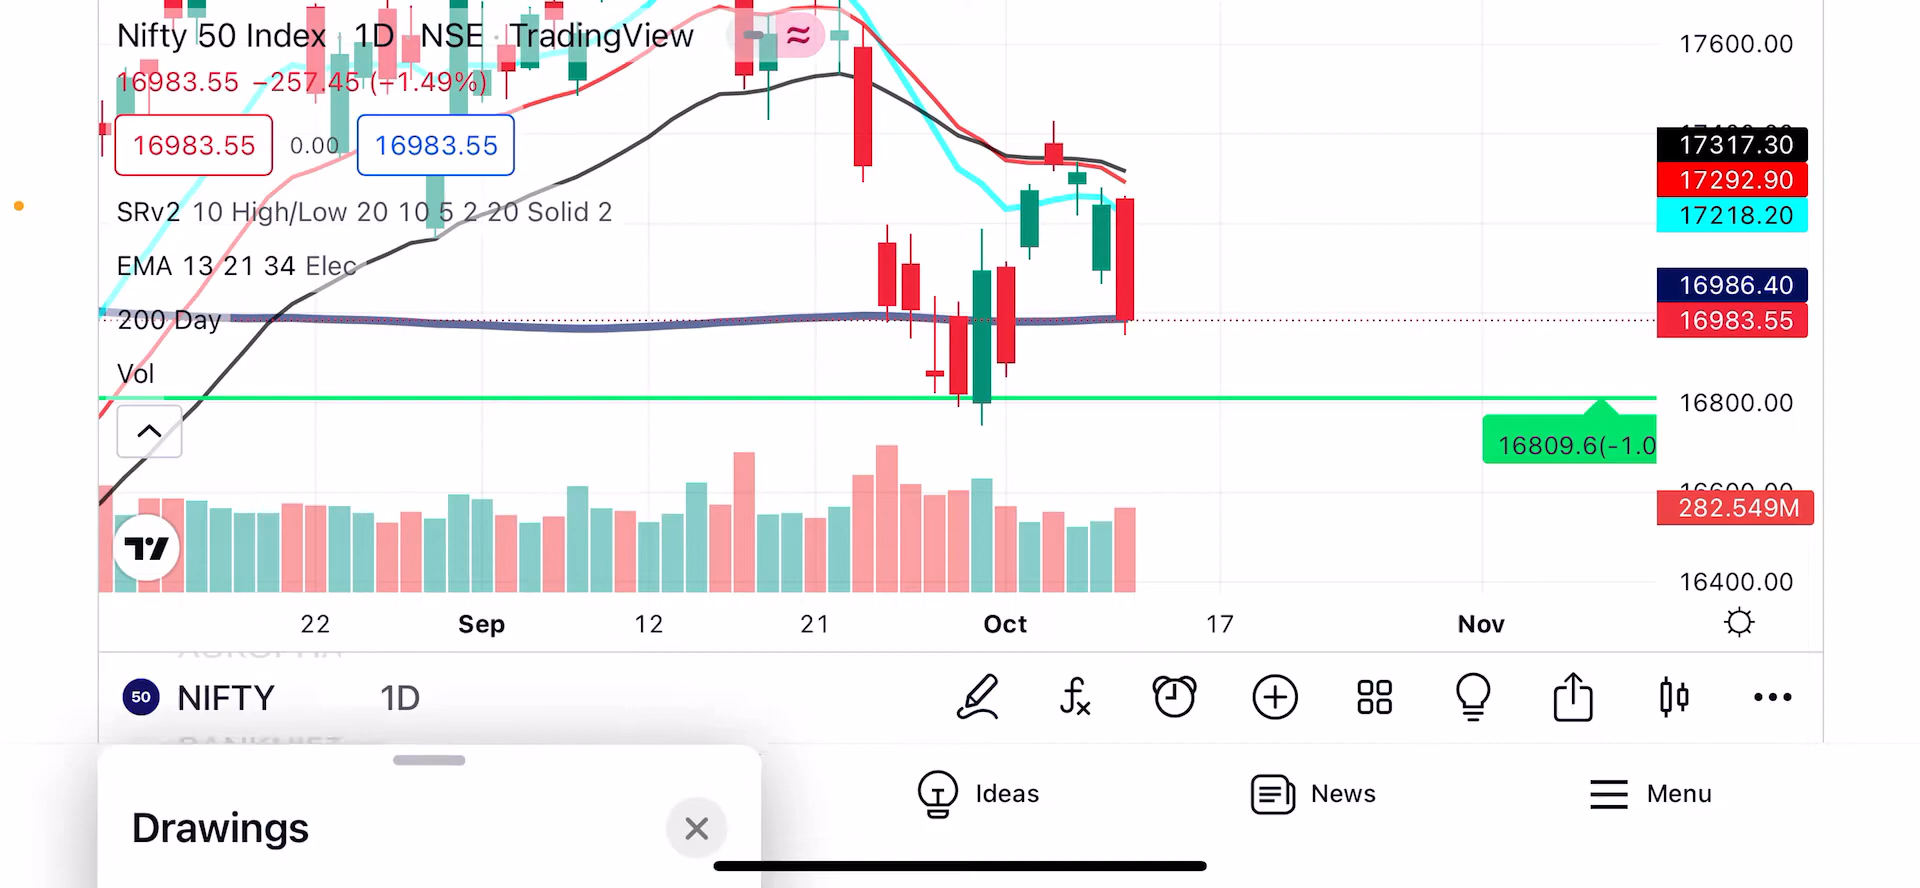 Nifty 50 Index · 1D · NSE · TradingView
17600.00
16983.55 −257.45 (−1.49%)
16983.55 0.00 16983.55
17317.30
17292.90
SRv2 10 High/Low 20 10 5 2 20 Solid 2
17218.20
EMA 13 21 34 Elec
16986.40
200 Day
16983.55
Vol
16800.00
16809.6(-1.0
282.549M
16400.00
22 Sep 12 21 Oct 17 Nov
50 NIFTY 1D
Drawings
Ideas
News
Menu